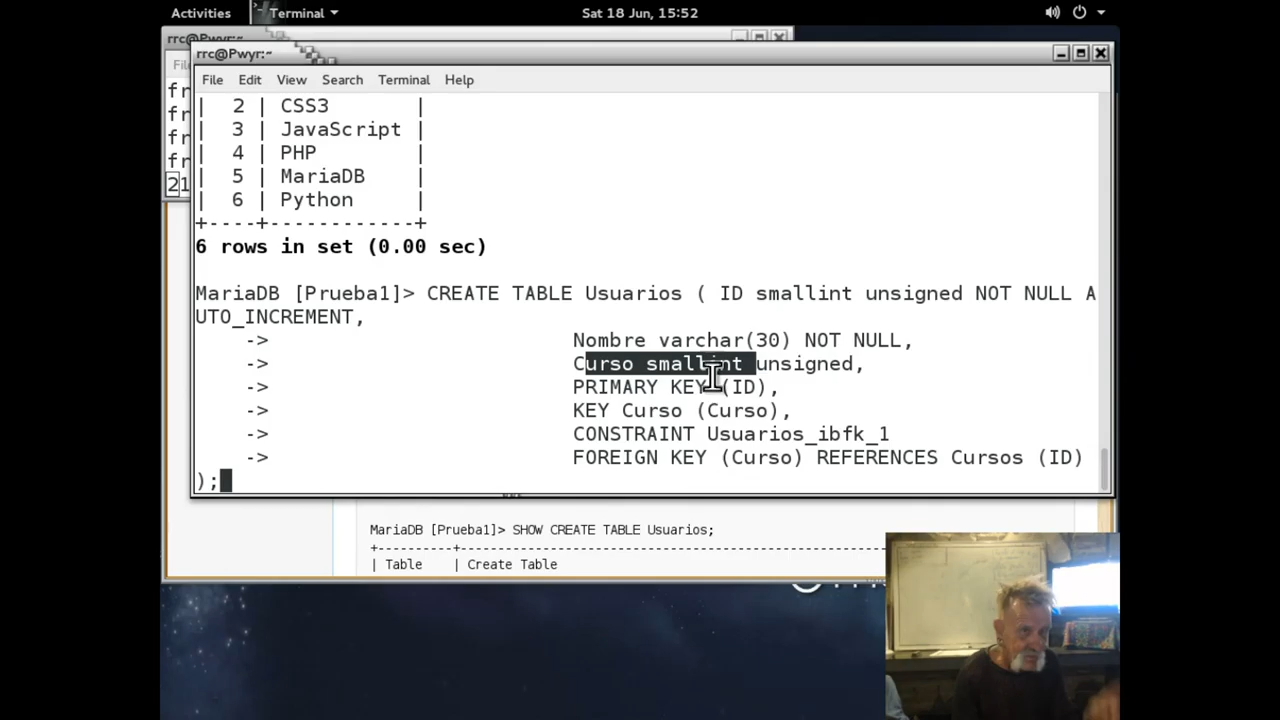 Activities
Terminal
Sat 18 Jun, 15:52
rrc@Pwyr:~
rrc@Pwyr:~
File Edit View Search Terminal Help
| 2 | CSS3 |
| 3 | JavaScript |
| 4 | PHP |
| 5 | MariaDB |
| 6 | Python |
+----+------------+
6 rows in set (0.00 sec)
MariaDB [Prueba1]> CREATE TABLE Usuarios ( ID smallint unsigned NOT NULL A
UTO_INCREMENT,
-> Nombre varchar(30) NOT NULL,
-> Curso smallint unsigned,
-> PRIMARY KEY (ID),
-> KEY Curso (Curso),
-> CONSTRAINT Usuarios_ibfk_1
-> FOREIGN KEY (Curso) REFERENCES Cursos (ID)
);
MariaDB [Prueba1]> SHOW CREATE TABLE Usuarios;
| Table | Create Table